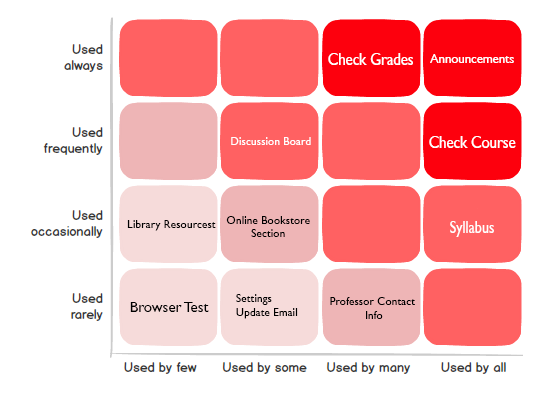 Used
always
Check Grades
Announcements
Used
frequently
Discussion Board
Check Course
Used
occasionally
Library Resourcest
Online Bookstore
Section
Syllabus
Used
rarely
Browser Test
Settings
Update Email
Professor Contact
Info
Used by few
Used by some
Used by many
Used by all